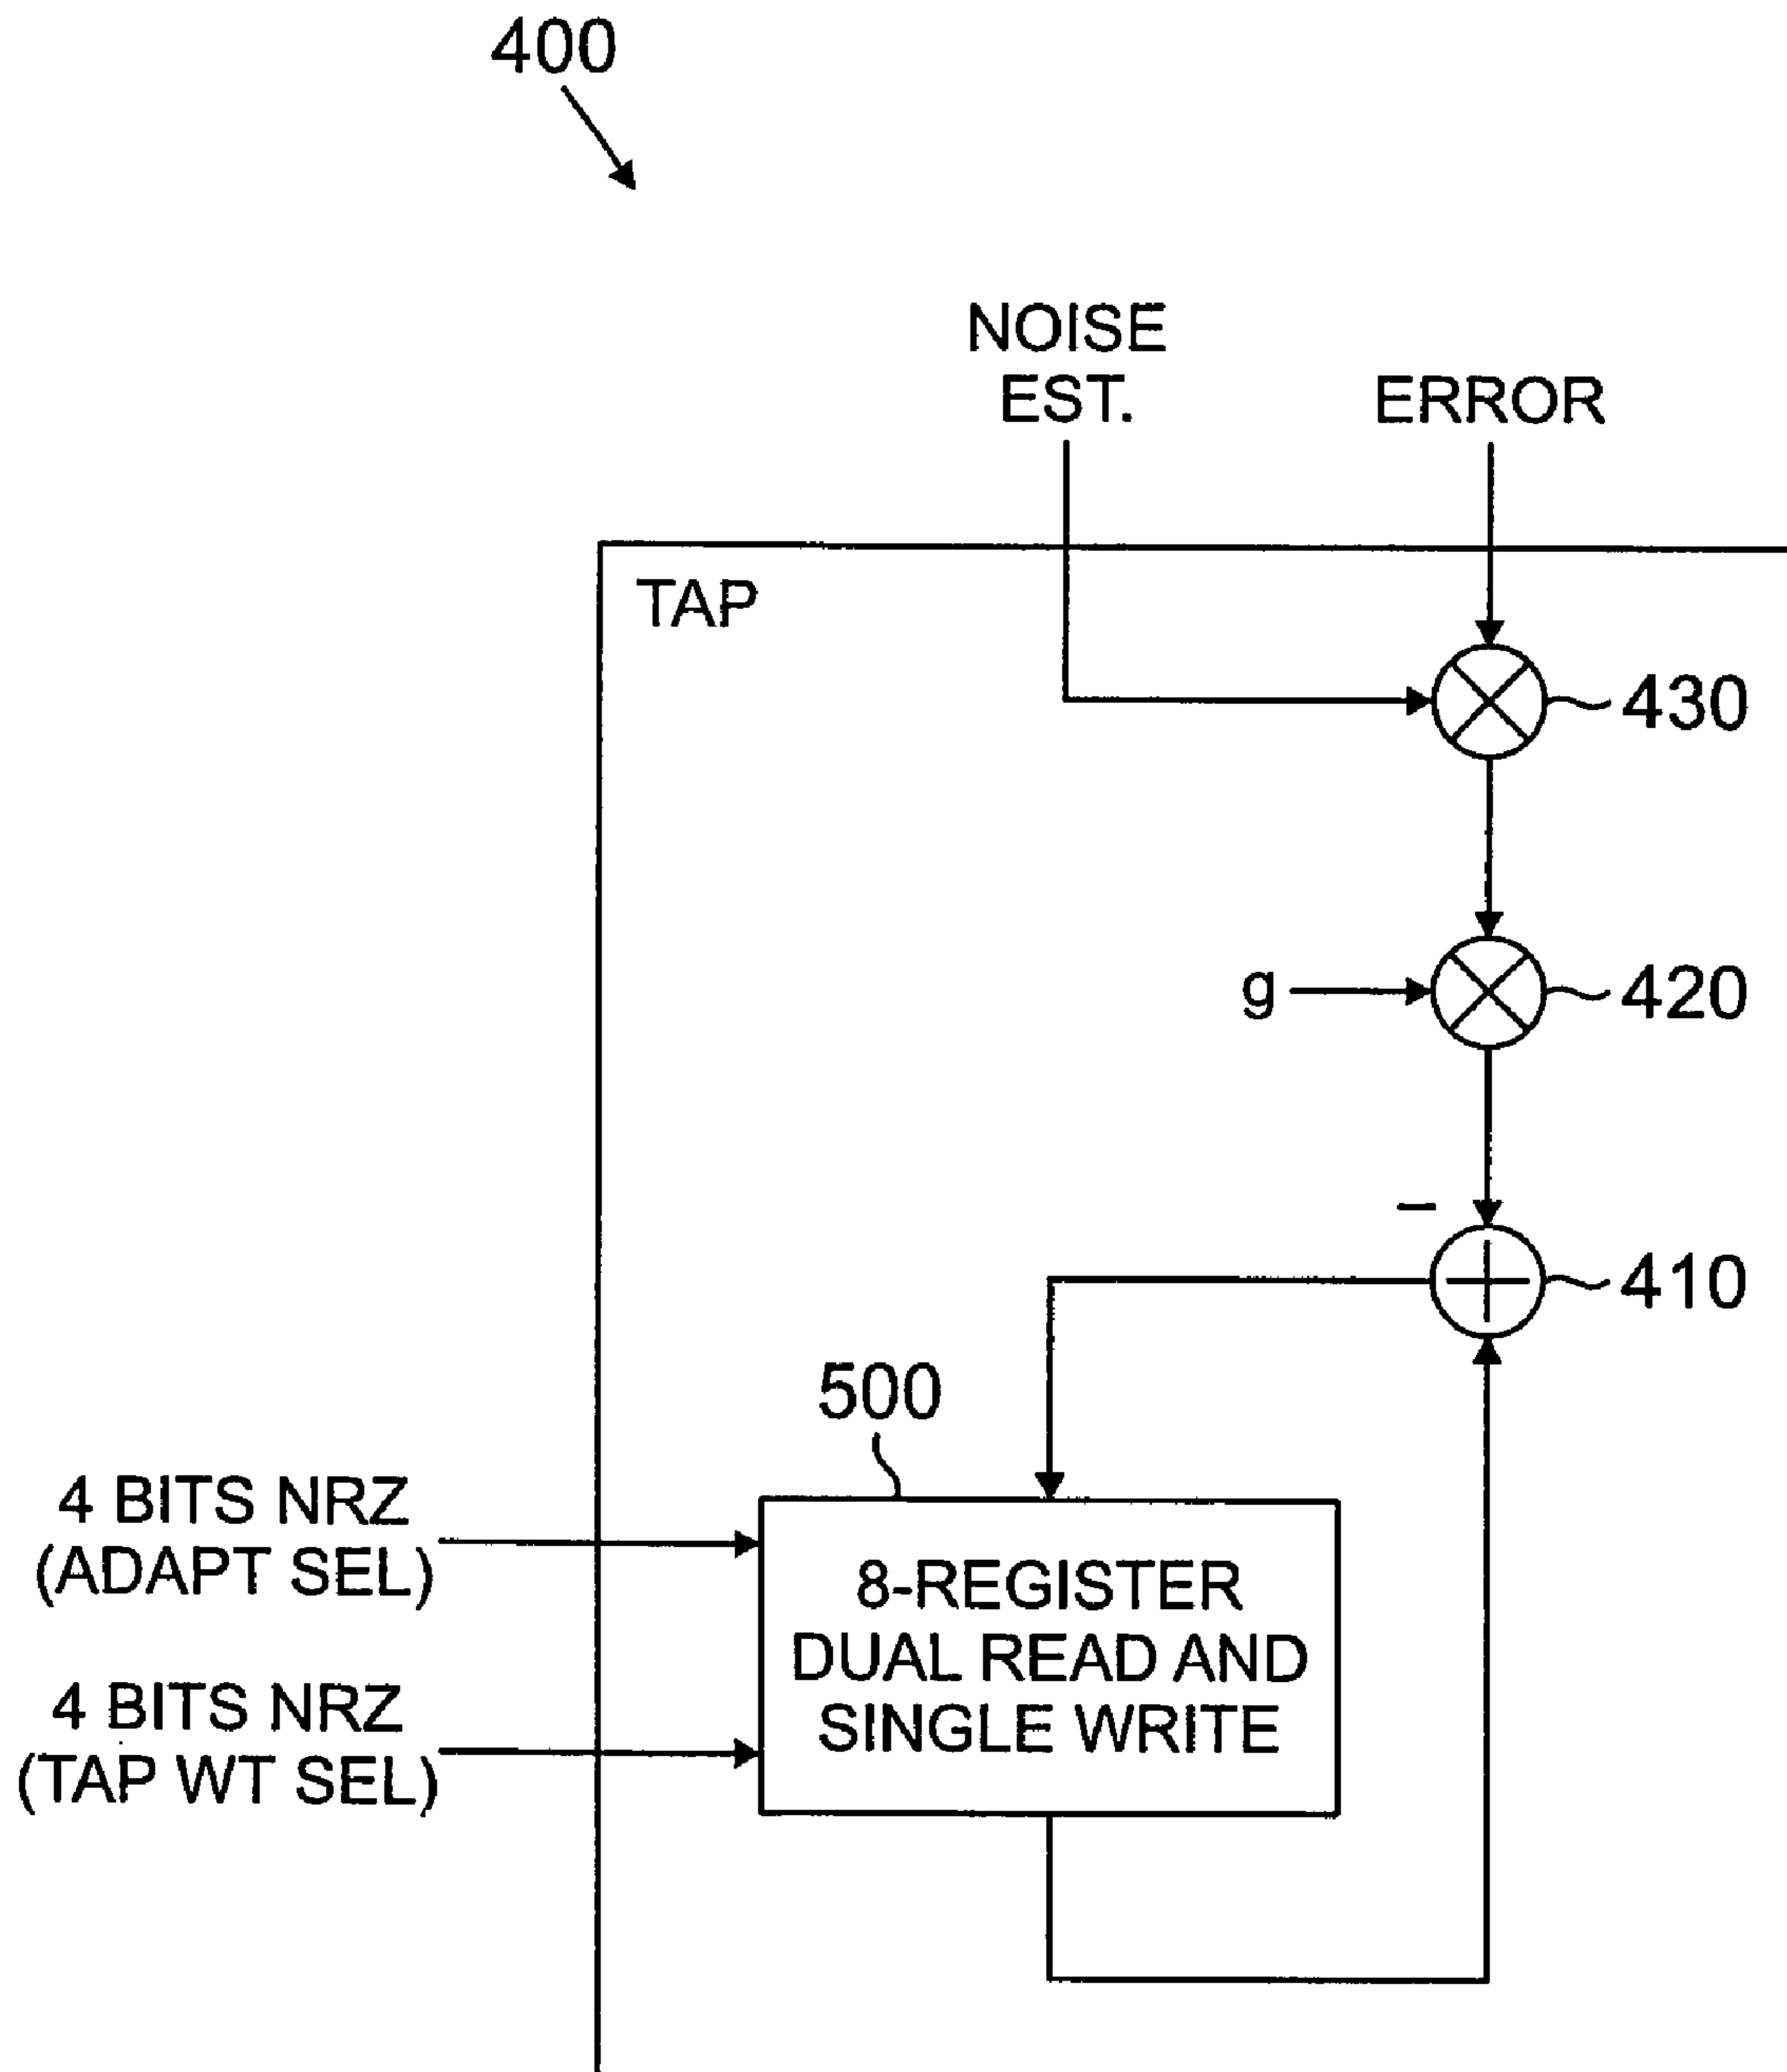 400
NOISE
EST.
ERROR
TAP
430
g
420
–
410
500
4 BITS NRZ
(ADAPT SEL)
8-REGISTER
DUAL READ AND
SINGLE WRITE
4 BITS NRZ
(TAP WT SEL)